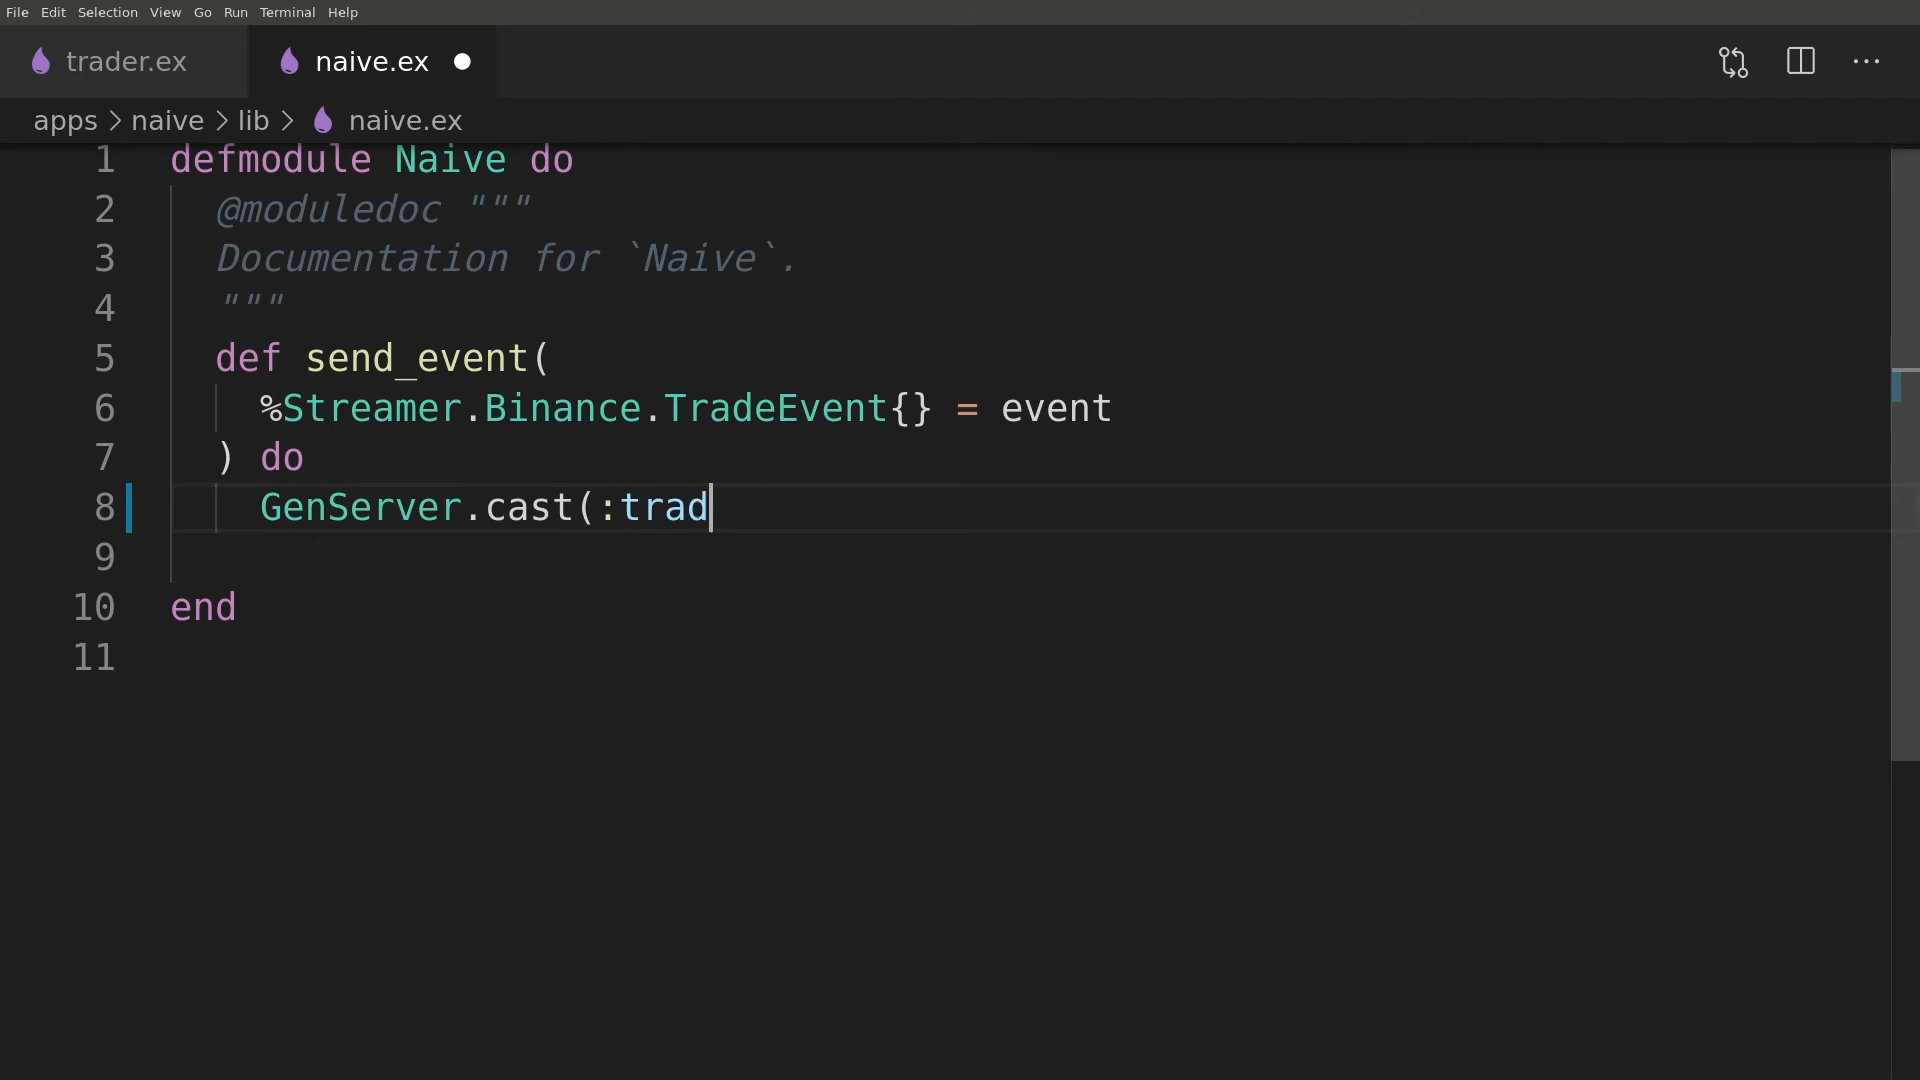 File Edit Selection View Go Run Terminal Help
trader.ex naive.ex
apps > naive > lib > naive.ex
1 defmodule Naive do
2 @moduledoc """
3 Documentation for `Naive`.
4 """
5 def send_event(
6 %Streamer.Binance.TradeEvent{} = event
7 ) do
8 GenServer.cast(:trad
9
10 end
11